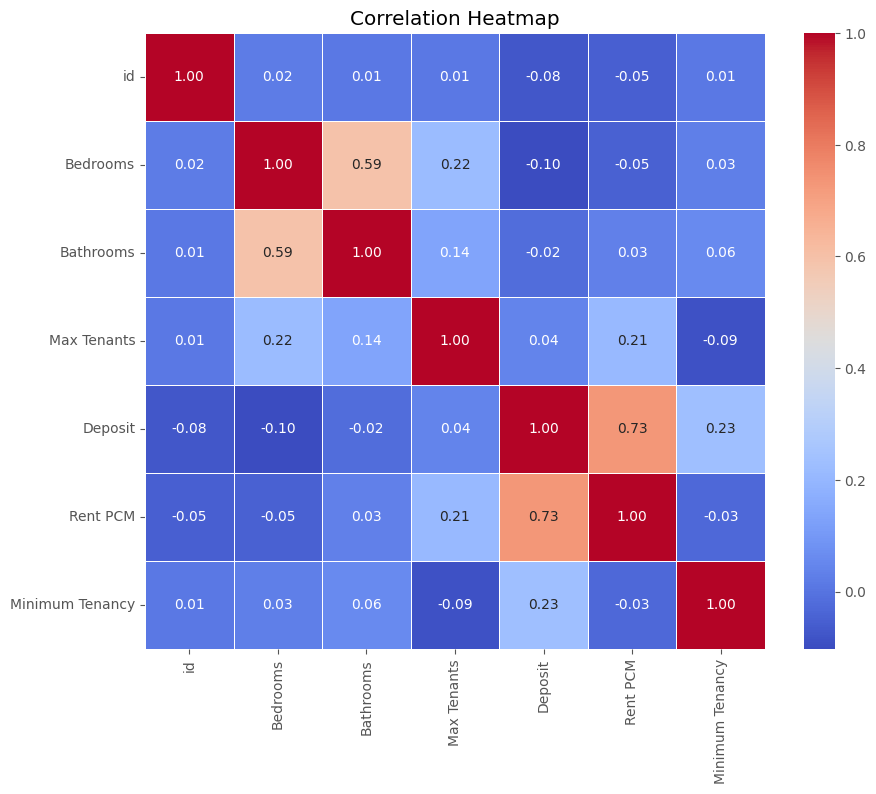 Correlation Heatmap
id 1.00 0.02 0.01 0.01 -0.08 -0.05 0.01
Bedrooms 0.02 1.00 0.59 0.22 -0.10 -0.05 0.03
Bathrooms 0.01 0.59 1.00 0.14 -0.02 0.03 0.06
Max Tenants 0.01 0.22 0.14 1.00 0.04 0.21 -0.09
Deposit -0.08 -0.10 -0.02 0.04 1.00 0.73 0.23
Rent PCM -0.05 -0.05 0.03 0.21 0.73 1.00 -0.03
Minimum Tenancy 0.01 0.03 0.06 -0.09 0.23 -0.03 1.00
id Bedrooms Bathrooms Max Tenants Deposit Rent PCM Minimum Tenancy
1.0
0.8
0.6
0.4
0.2
0.0